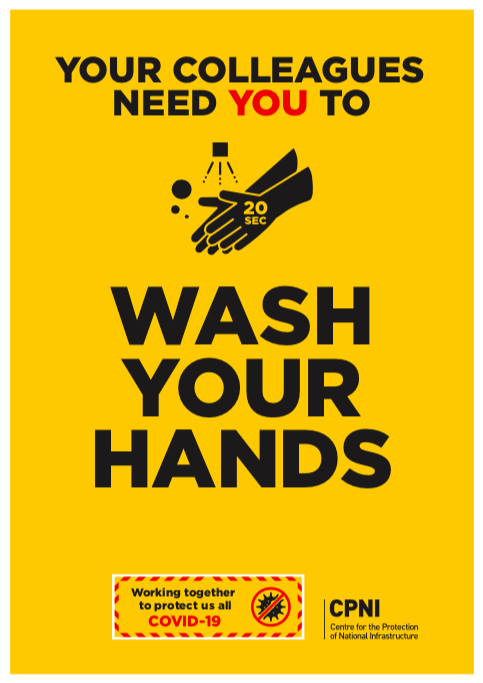 YOUR COLLEAGUES
NEED YOU TO
20
SEC
WASH
YOUR
HANDS
Working together
to protect us all
COVID-19
CPNI
Centre for the Protection
of National Infrastructure